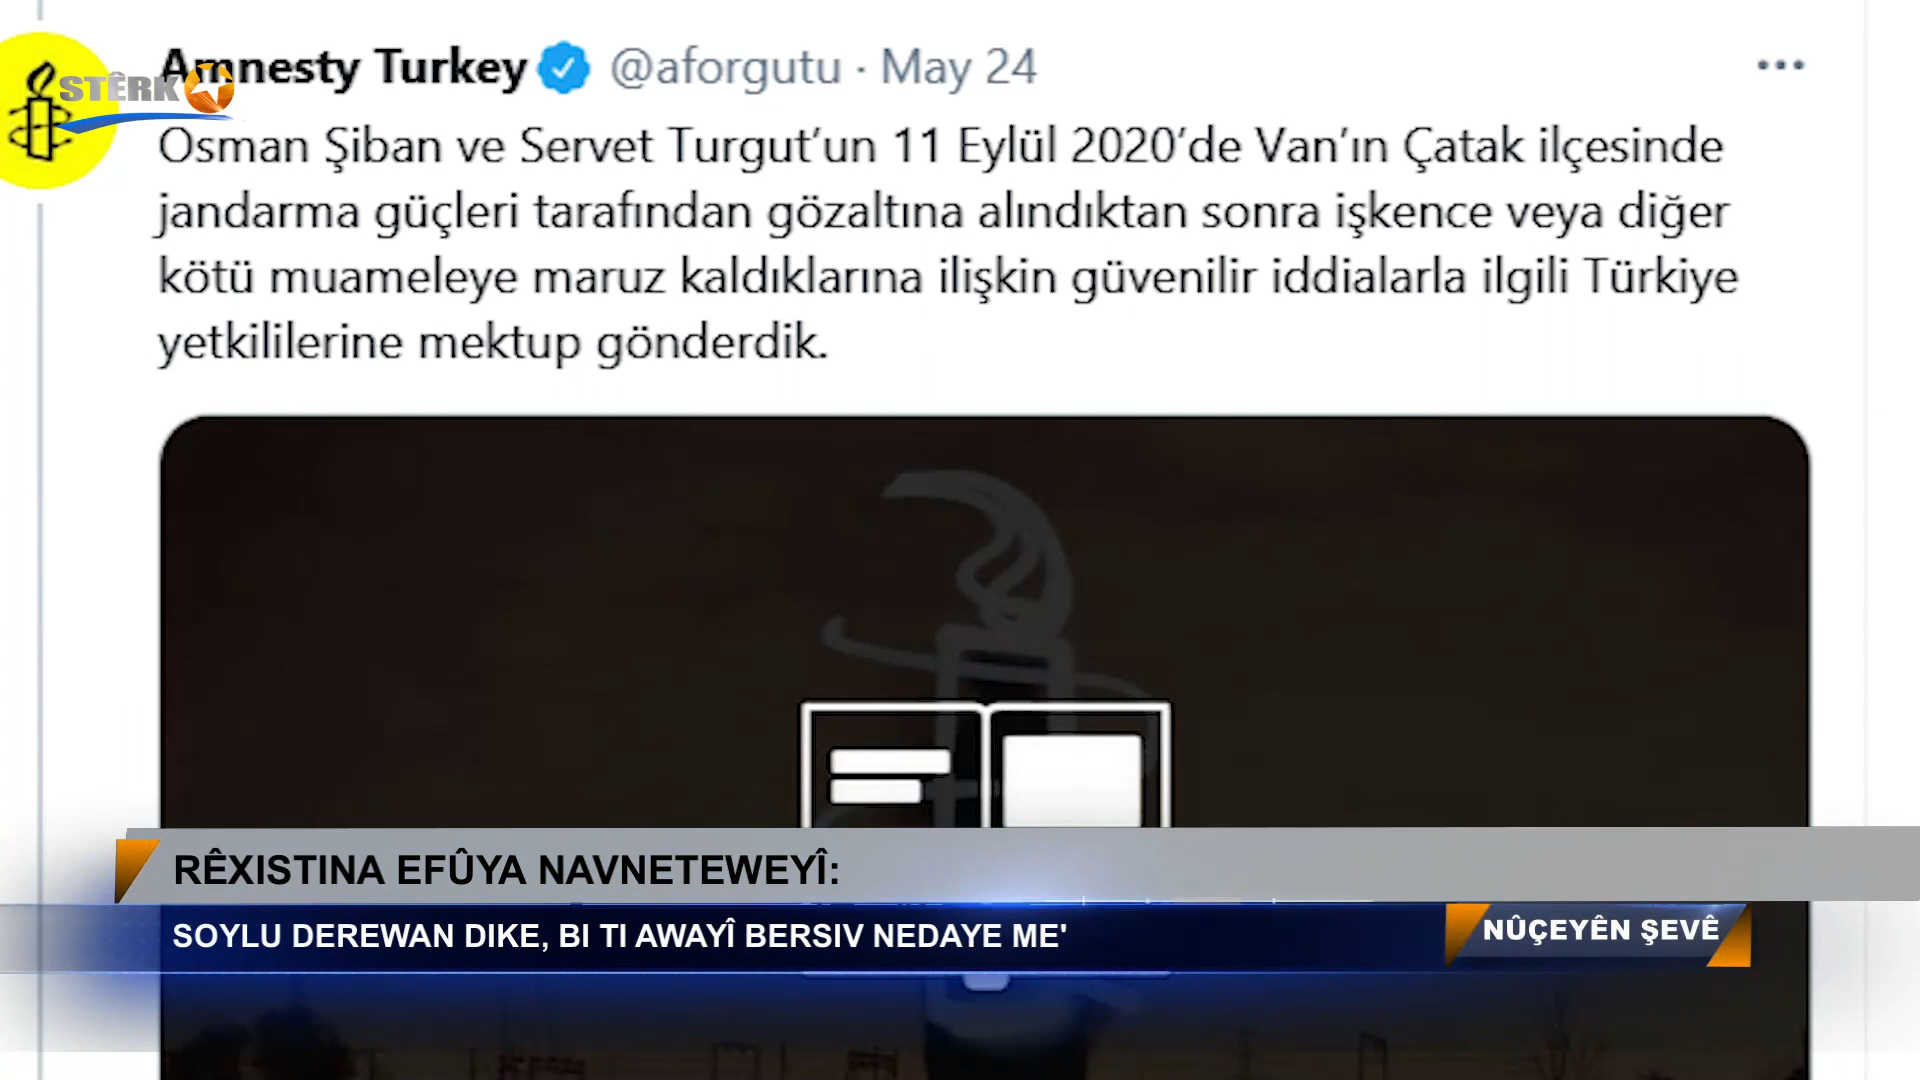 Amnesty Turkey @aforgutu · May 24
STÊRK
Osman Şiban ve Servet Turgut’un 11 Eylül 2020’de Van’ın Çatak ilçesinde
jandarma güçleri tarafından gözaltına alındıktan sonra işkence veya diğer
kötü muameleye maruz kaldıklarına ilişkin güvenilir iddialarla ilgili Türkiye
yetkililerine mektup gönderdik.
RÊXISTINA EFÛYA NAVNETEWEYÎ:
SOYLU DEREWAN DIKE, BI TI AWAYÎ BERSIV NEDAYE ME'
NÛÇEYÊN ŞEVÊ